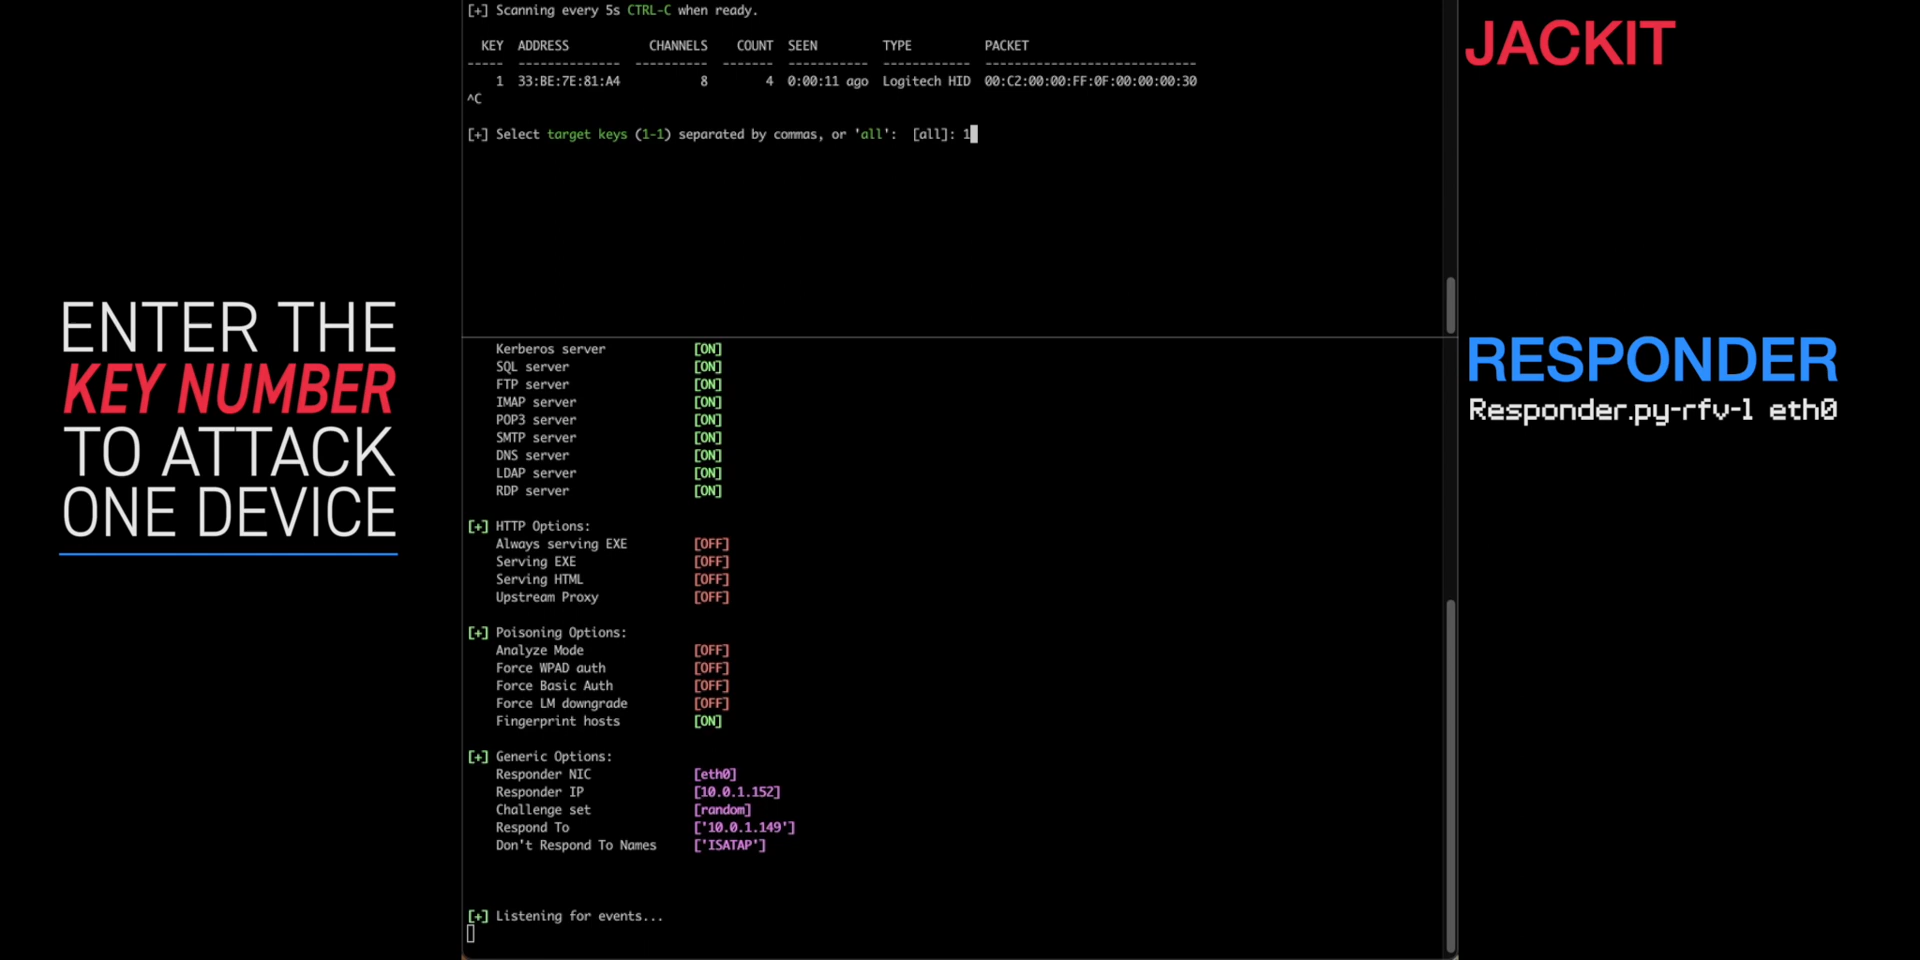 ENTER THE
KEY NUMBER
TO ATTACK
ONE DEVICE
[+] Scanning every 5s CTRL-C when ready.
KEY ADDRESS CHANNELS COUNT SEEN TYPE PACKET
----- -------------- ---------- ------- ----------- ------------ -----------------------------
1 33:BE:7E:81:A4 8 4 0:00:11 ago Logitech HID 00:C2:00:00:FF:0F:00:00:00:30
^C
[+] Select target keys (1-1) separated by commas, or 'all': [all]: 1
Kerberos server [ON]
SQL server [ON]
FTP server [ON]
IMAP server [ON]
POP3 server [ON]
SMTP server [ON]
DNS server [ON]
LDAP server [ON]
RDP server [ON]
[+] HTTP Options:
Always serving EXE [OFF]
Serving EXE [OFF]
Serving HTML [OFF]
Upstream Proxy [OFF]
[+] Poisoning Options:
Analyze Mode [OFF]
Force WPAD auth [OFF]
Force Basic Auth [OFF]
Force LM downgrade [OFF]
Fingerprint hosts [ON]
[+] Generic Options:
Responder NIC [eth0]
Responder IP [10.0.1.152]
Challenge set [random]
Respond To ['10.0.1.149']
Don't Respond To Names ['ISATAP']
[+] Listening for events...
JACKIT
RESPONDER
Responder.py-rfv-l eth0